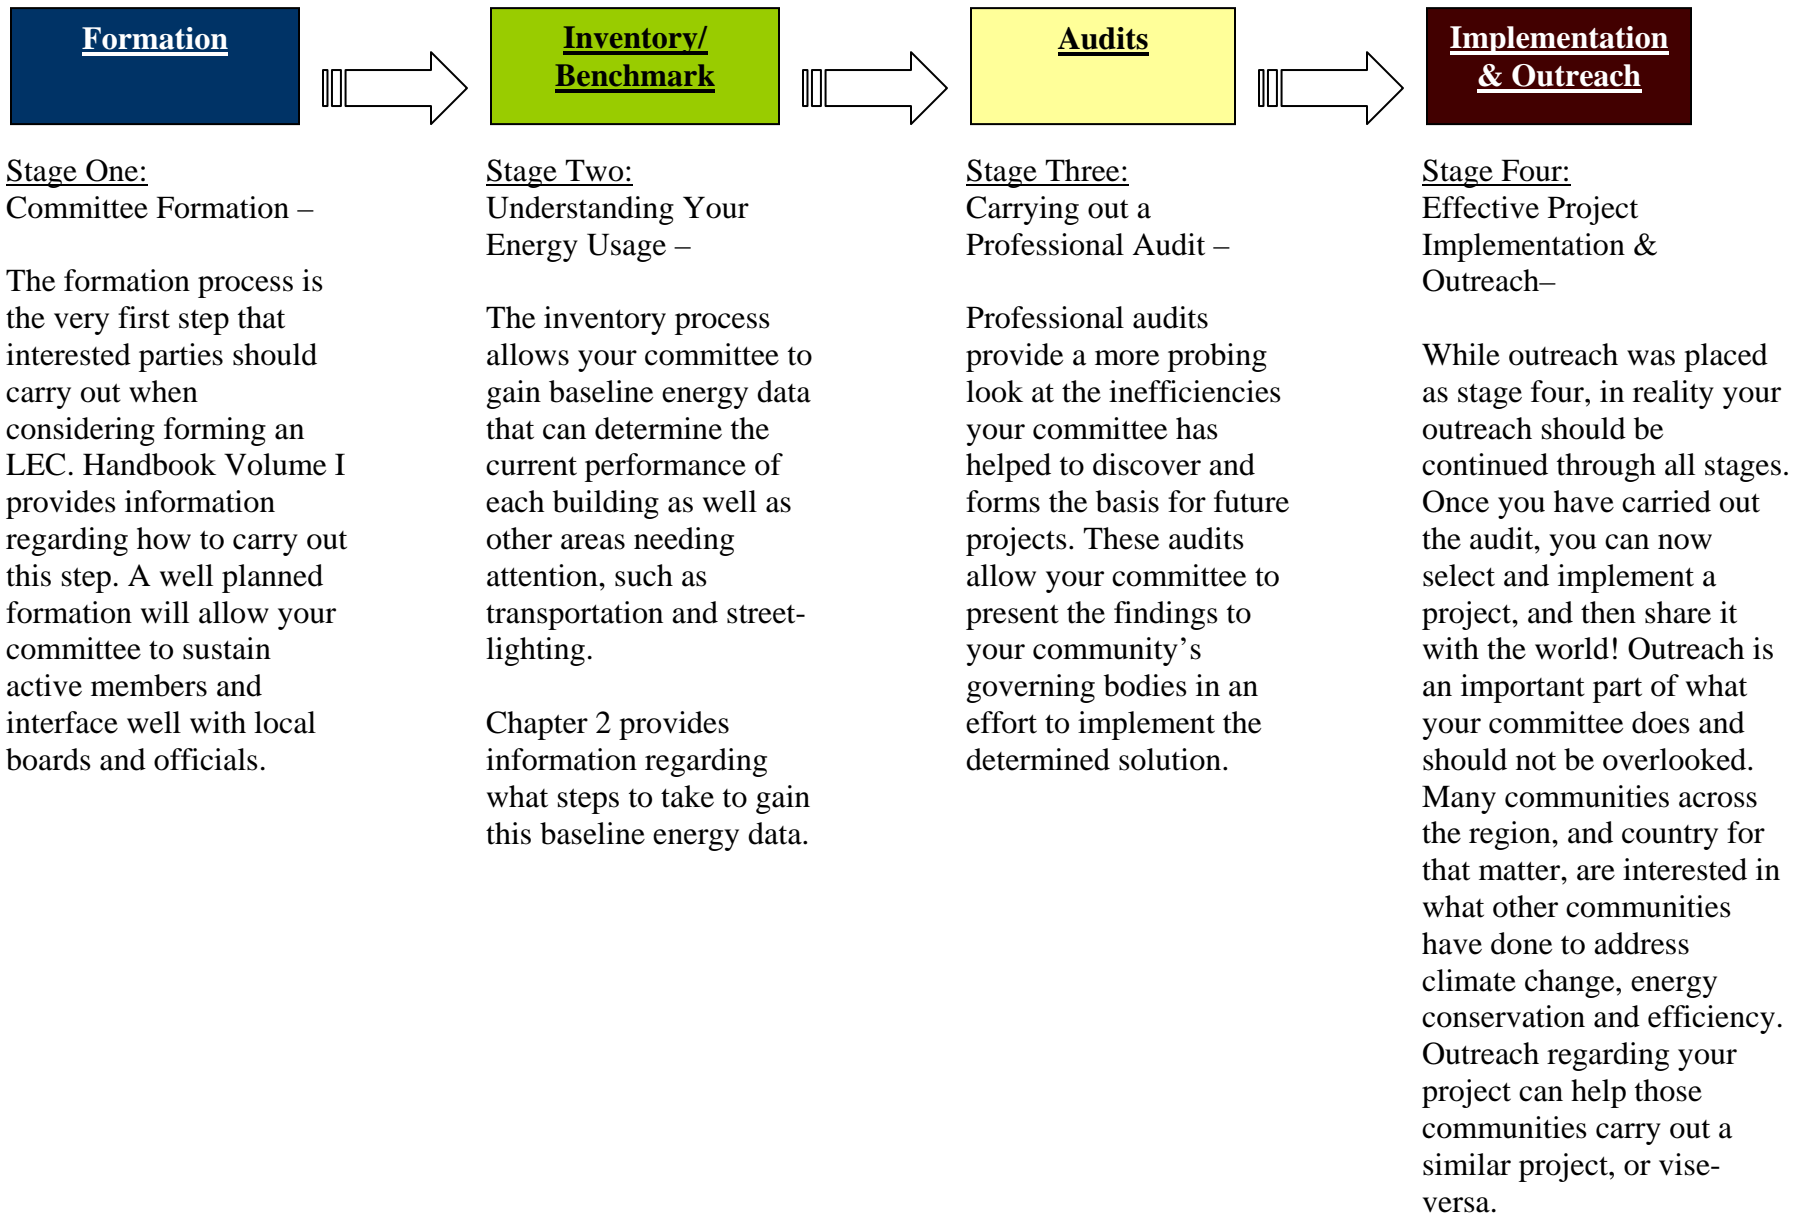 Formation
Inventory/
Benchmark
Audits
Implementation
& Outreach
Stage One:
Committee Formation –
The formation process is
the very first step that
interested parties should
carry out when
considering forming an
LEC. Handbook Volume I
provides information
regarding how to carry out
this step. A well planned
formation will allow your
committee to sustain
active members and
interface well with local
boards and officials.
Stage Two:
Understanding Your
Energy Usage –
The inventory process
allows your committee to
gain baseline energy data
that can determine the
current performance of
each building as well as
other areas needing
attention, such as
transportation and street-
lighting.
Chapter 2 provides
information regarding
what steps to take to gain
this baseline energy data.
Stage Three:
Carrying out a
Professional Audit –
Professional audits
provide a more probing
look at the inefficiencies
your committee has
helped to discover and
forms the basis for future
projects. These audits
allow your committee to
present the findings to
your community’s
governing bodies in an
effort to implement the
determined solution.
Stage Four:
Effective Project
Implementation &
Outreach–
While outreach was placed
as stage four, in reality your
outreach should be
continued through all stages.
Once you have carried out
the audit, you can now
select and implement a
project, and then share it
with the world! Outreach is
an important part of what
your committee does and
should not be overlooked.
Many communities across
the region, and country for
that matter, are interested in
what other communities
have done to address
climate change, energy
conservation and efficiency.
Outreach regarding your
project can help those
communities carry out a
similar project, or vise-
versa.